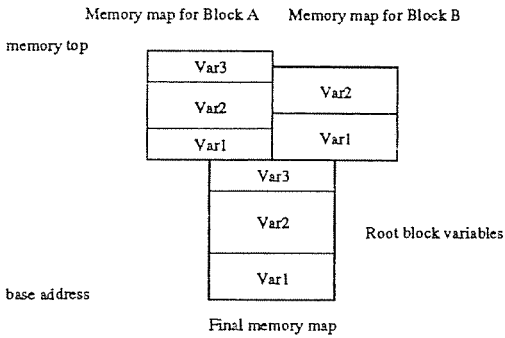 Memory map for Block A Memory map for Block B
memory top
Var3
Var2
Var2
Var1
Var1
Var3
Var2
Root block variables
Var1
base address
Final memory map